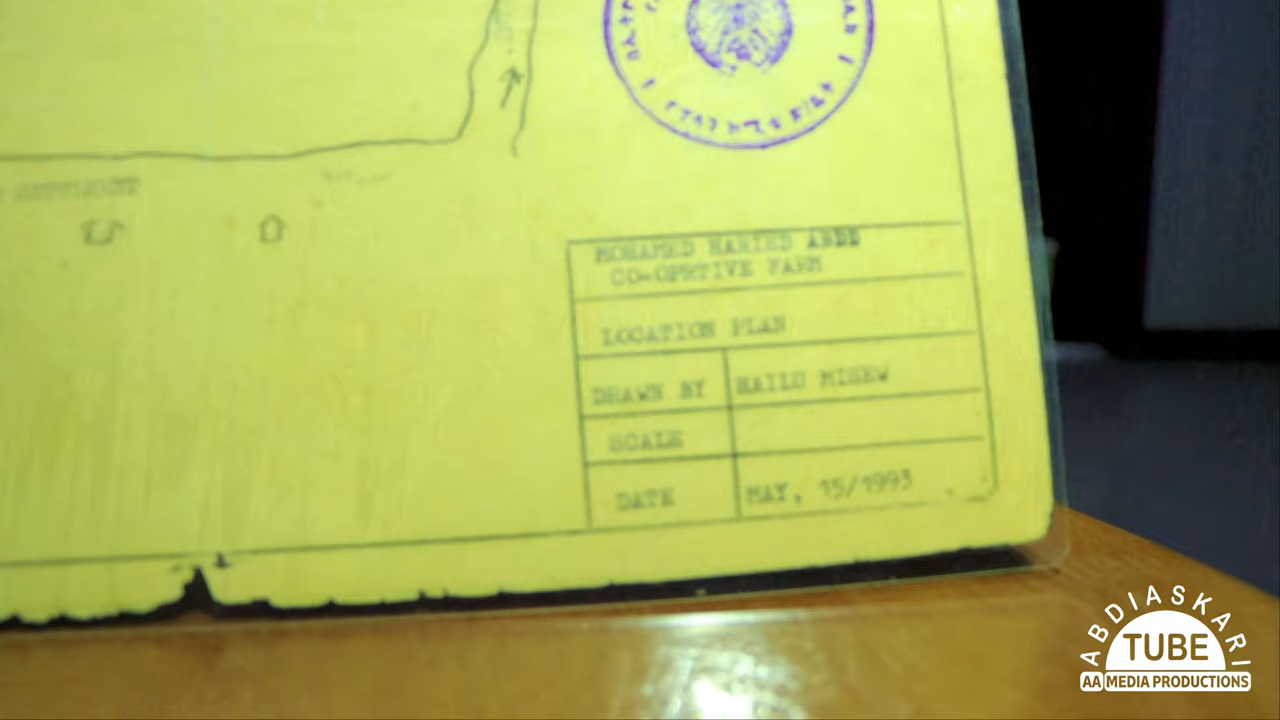 MOHAMED HARIED ABDI
CO-OPRTIVE FARM
LOCATION PLAN
DRAWN BY HAILU MISEW
SCALE
DATE MAY, 15/1993
ABDIASKARI
TUBE
AA MEDIA PRODUCTIONS